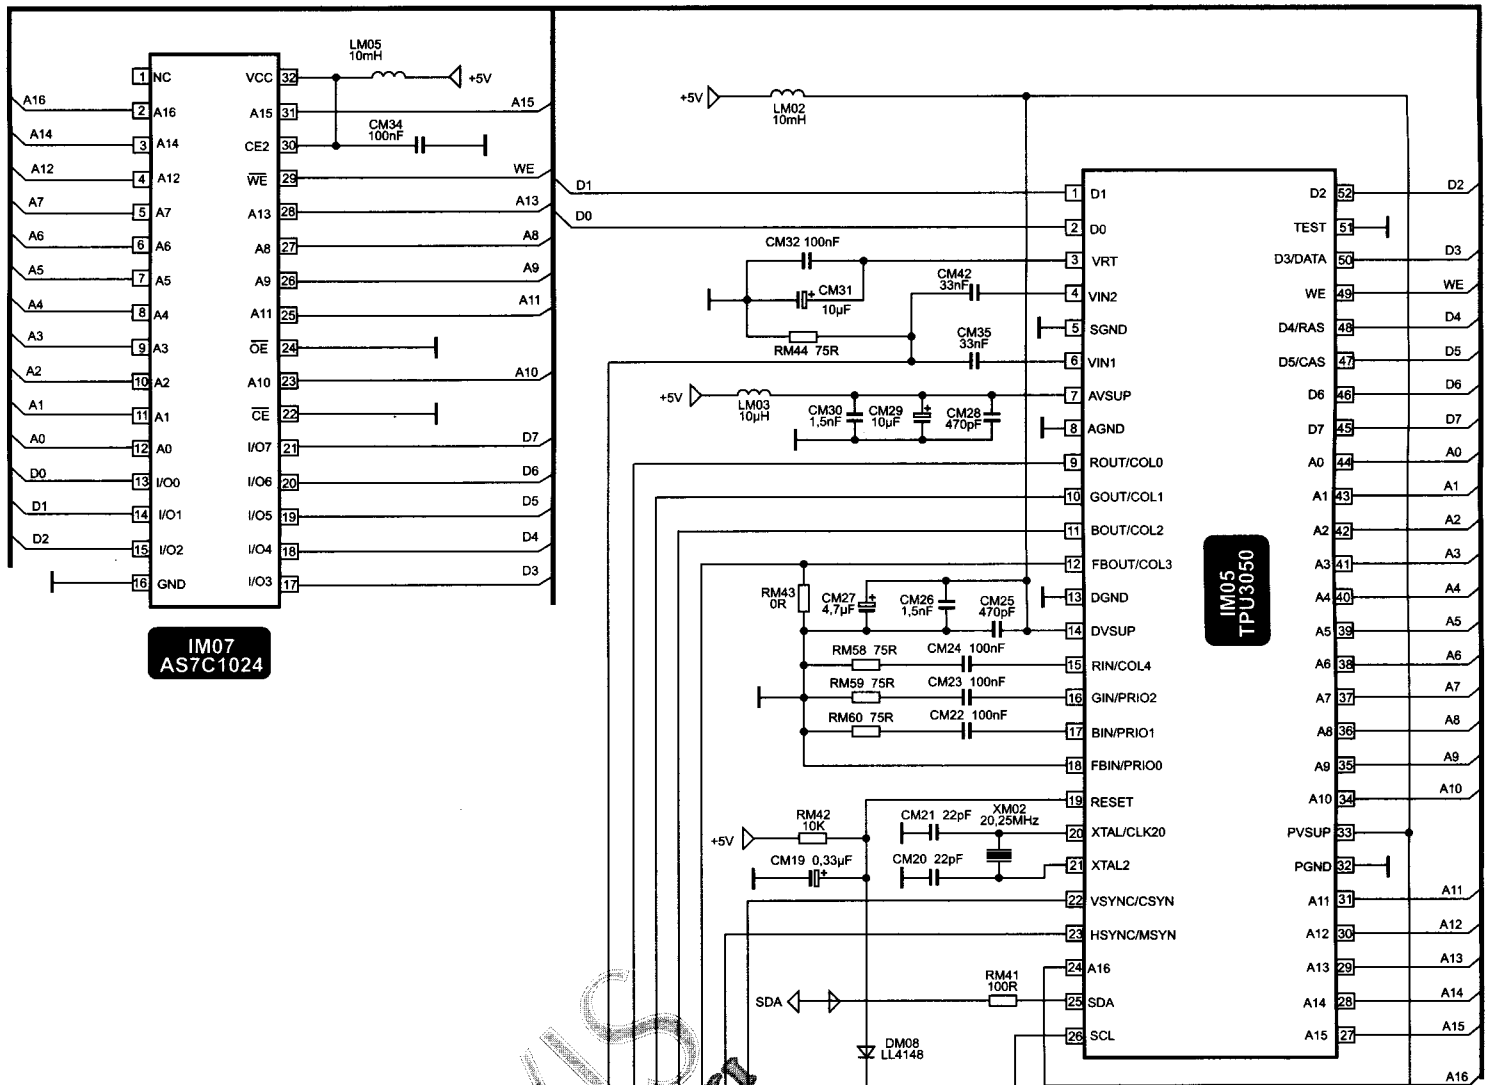 LM05
10mH
+5V
CM34
100nF
A16
A14
A12
A7
A6
A5
A4
A3
A2
A1
A0
D0
D1
D2
1 NC
2 A16
3 A14
4 A12
5 A7
6 A6
7 A5
8 A4
9 A3
10 A2
11 A1
12 A0
13 I/O0
14 I/O1
15 I/O2
16 GND
VCC 32
A15 31
CE2 30
WE 29
A13 28
A8 27
A9 26
A11 25
OE 24
A10 23
CE 22
I/O7 21
I/O6 20
I/O5 19
I/O4 18
I/O3 17
A15
WE
A13
A8
A9
A11
A10
D7
D6
D5
D4
D3
IM07
AS7C1024
+5V
LM02
10mH
D1
D0
CM32 100nF
CM31
10µF
CM42
33nF
RM44 75R
CM35
33nF
+5V
LM03
10µH
CM30
1,5nF
CM29
10µF
CM28
470pF
RM43
0R
CM27
4,7µF
CM26
1,5nF
CM25
470pF
RM58 75R
CM24 100nF
RM59 75R
CM23 100nF
RM60 75R
CM22 100nF
+5V
RM42
10K
CM19 0,33µF
CM21 22pF
XM02
20,25MHz
CM20 22pF
RM41
100R
SDA
DM08
LL4148
1 D1
2 D0
3 VRT
4 VIN2
5 SGND
6 VIN1
7 AVSUP
8 AGND
9 ROUT/COL0
10 GOUT/COL1
11 BOUT/COL2
12 FBOUT/COL3
13 DGND
14 DVSUP
15 RIN/COL4
16 GIN/PRIO2
17 BIN/PRIO1
18 FBIN/PRIO0
19 RESET
20 XTAL/CLK20
21 XTAL2
22 VSYNC/CSYN
23 HSYNC/MSYN
24 A16
25 SDA
26 SCL
IM05
TPU3050
D2 52
TEST 51
D3/DATA 50
WE 49
D4/RAS 48
D5/CAS 47
D6 46
D7 45
A0 44
A1 43
A2 42
A3 41
A4 40
A5 39
A6 38
A7 37
A8 36
A9 35
A10 34
PVSUP 33
PGND 32
A11 31
A12 30
A13 29
A14 28
A15 27
D2
D3
WE
D4
D5
D6
D7
A0
A1
A2
A3
A4
A5
A6
A7
A8
A9
A10
A11
A12
A13
A14
A15
A16